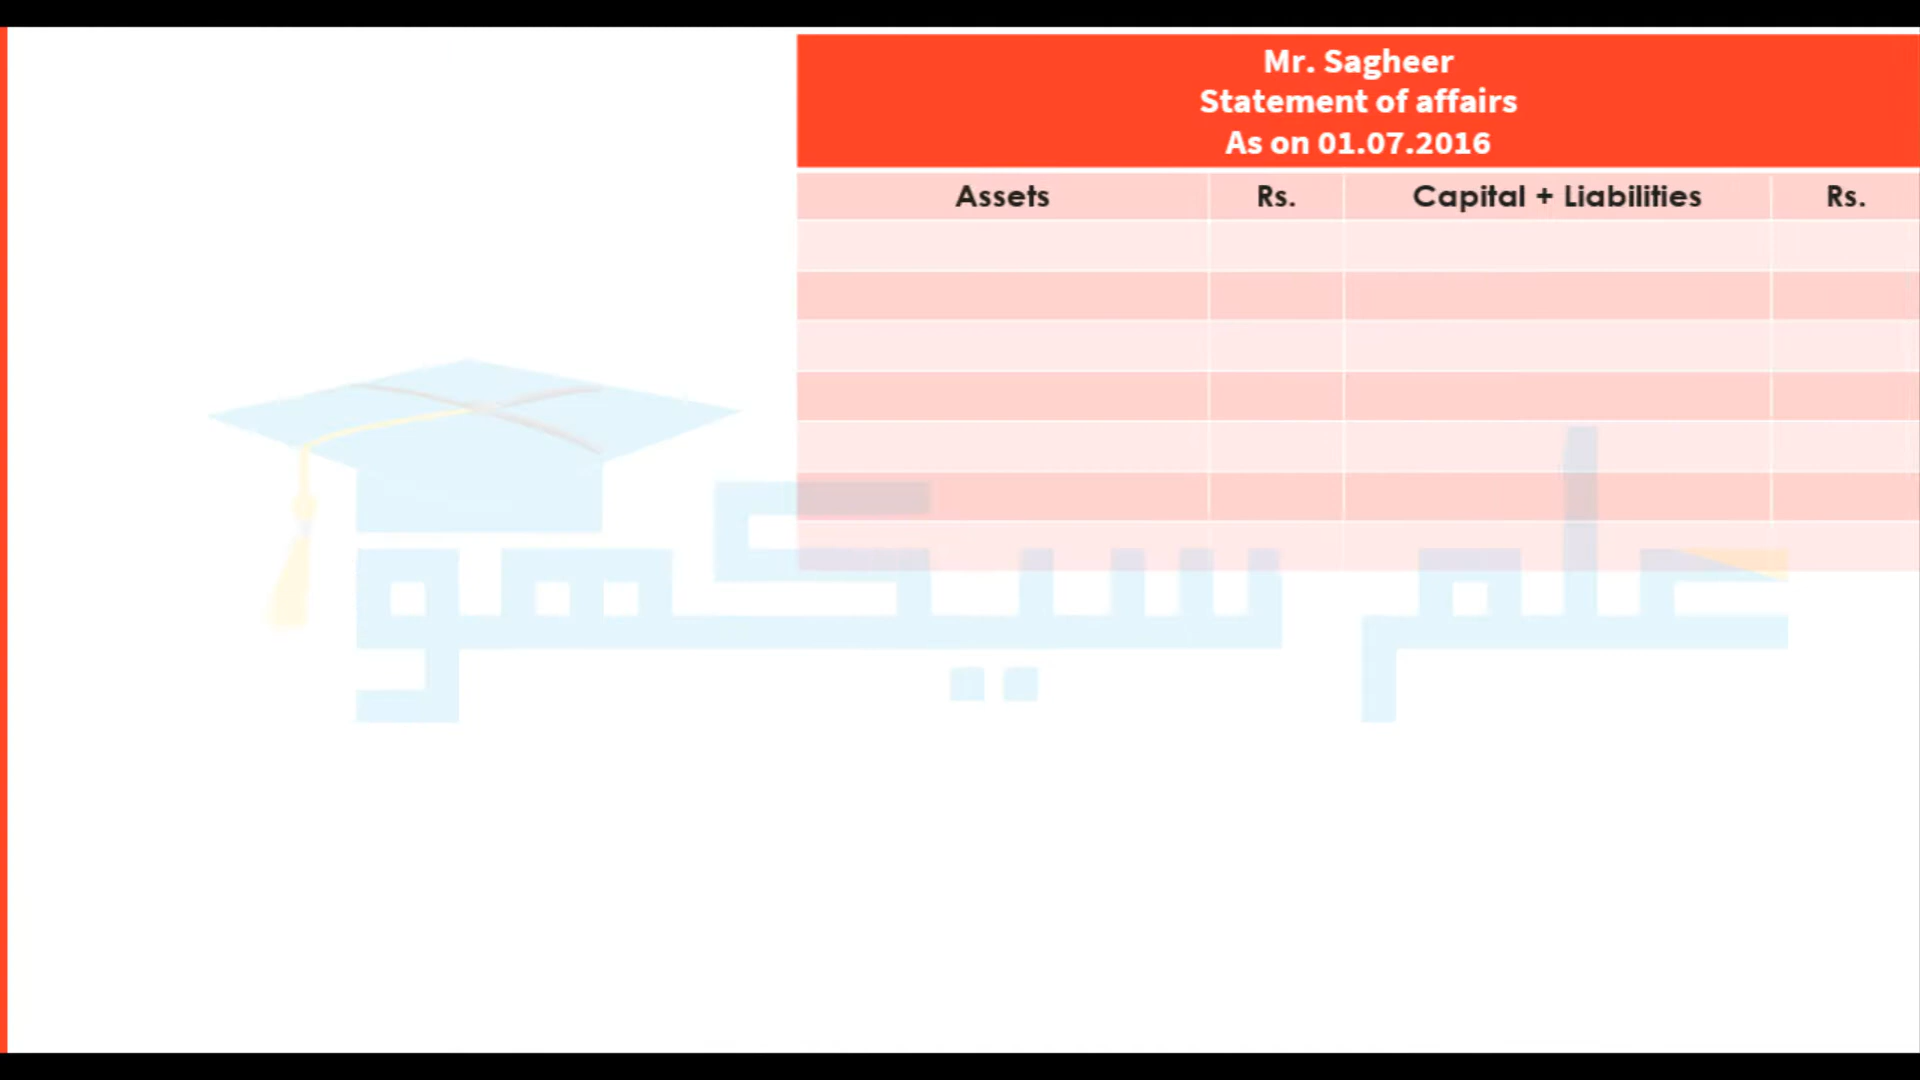 Mr. Sagheer
Statement of affairs
As on 01.07.2016
Assets Rs. Capital + Liabilities Rs.
علم سیکھو